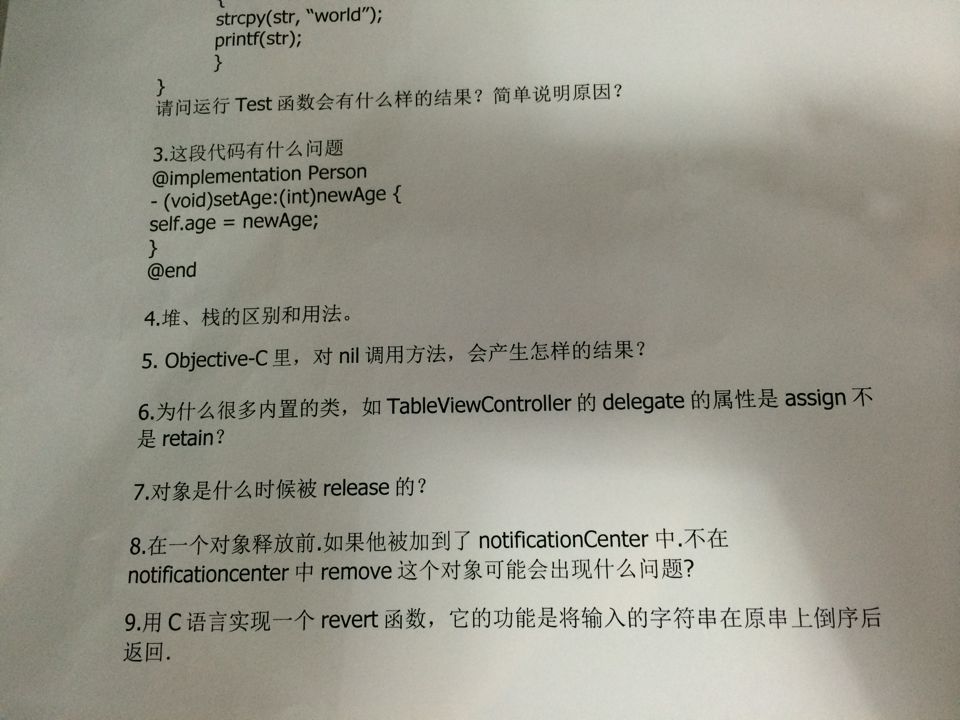 {
strcpy(str, "world");
printf(str);
}
}
请问运行 Test 函数会有什么样的结果？简单说明原因？
3.这段代码有什么问题
@implementation Person
- (void)setAge:(int)newAge {
self.age = newAge;
}
@end
4.堆、栈的区别和用法。
5. Objective-C 里，对 nil 调用方法，会产生怎样的结果？
6.为什么很多内置的类，如 TableViewController 的 delegate 的属性是 assign 不
是 retain？
7.对象是什么时候被 release 的？
8.在一个对象释放前.如果他被加到了 notificationCenter 中.不在
notificationcenter 中 remove 这个对象可能会出现什么问题？
9.用 C 语言实现一个 revert 函数，它的功能是将输入的字符串在原串上倒序后
返回.